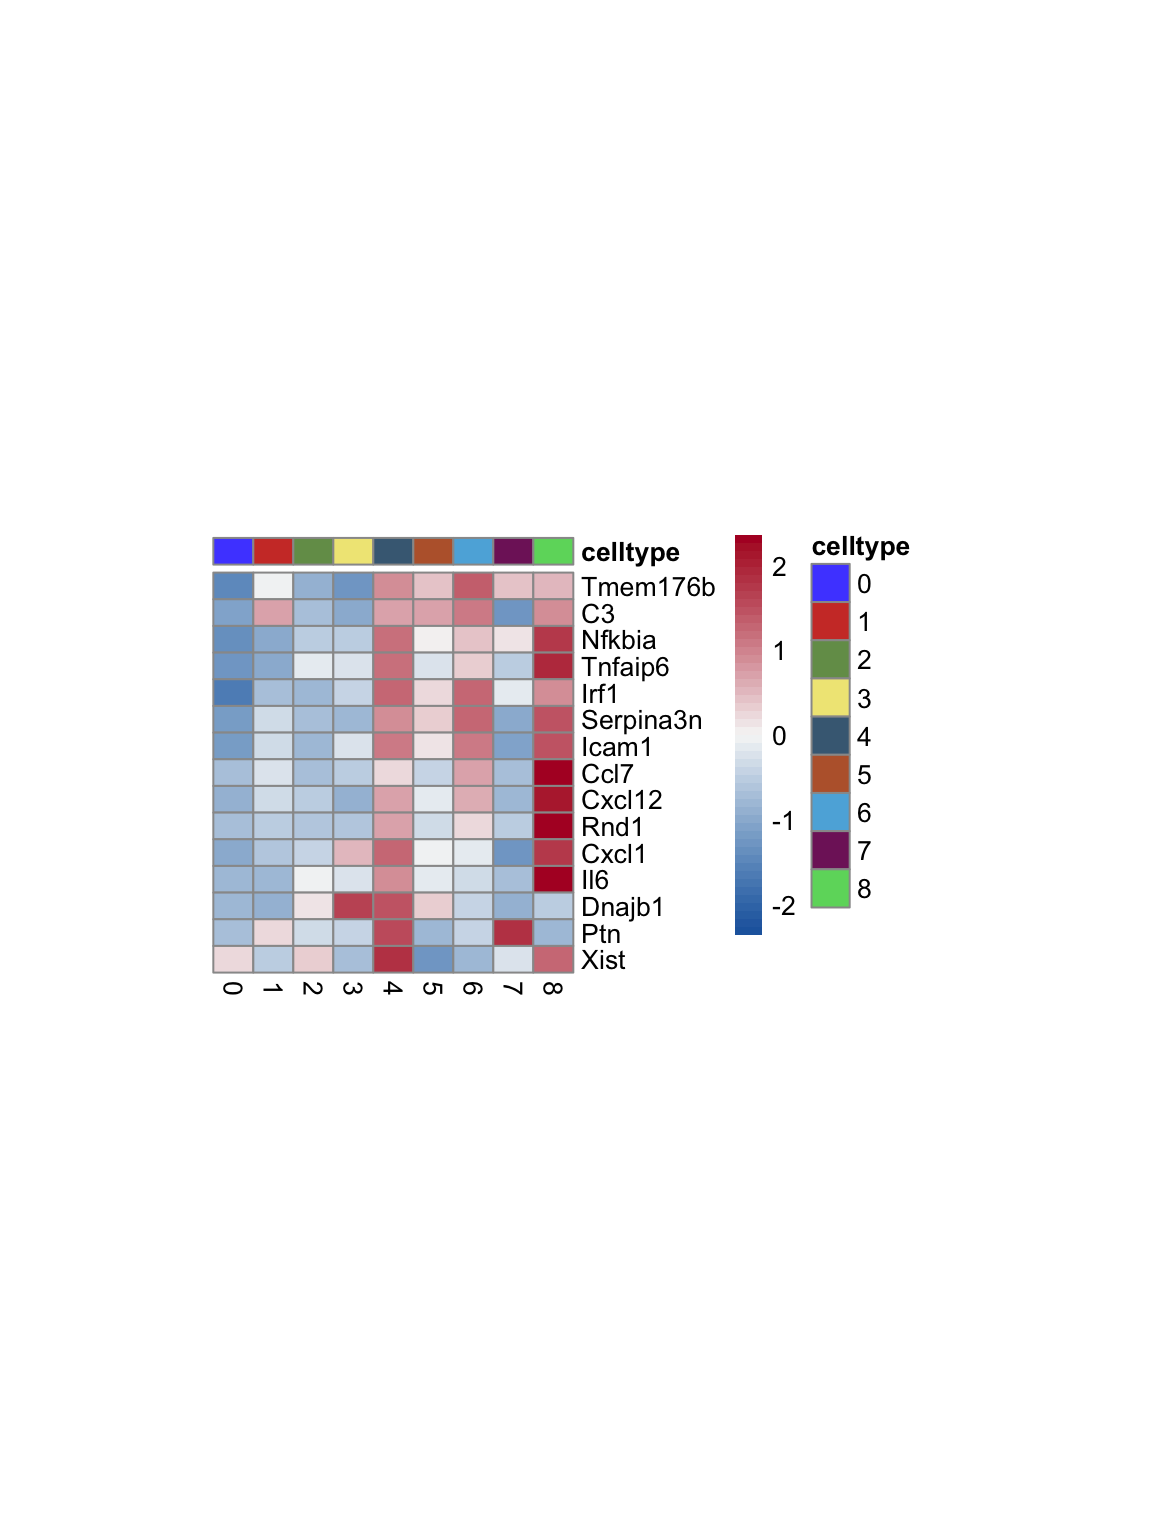 celltype
Tmem176b
C3
Nfkbia
Tnfaip6
Irf1
Serpina3n
Icam1
Ccl7
Cxcl12
Rnd1
Cxcl1
Il6
Dnajb1
Ptn
Xist
0 1 2 3 4 5 6 7 8
2
1
0
-1
-2
celltype
0
1
2
3
4
5
6
7
8